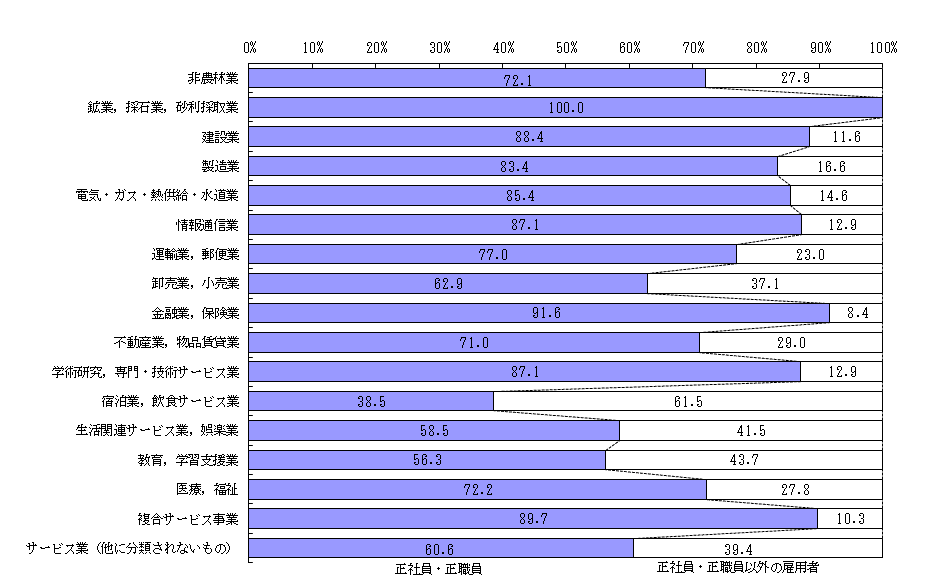 0% 10% 20% 30% 40% 50% 60% 70% 80% 90% 100%
非農林業 72.1 27.9
鉱業，採石業，砂利採取業 100.0
建設業 88.4 11.6
製造業 83.4 16.6
電気・ガス・熱供給・水道業 85.4 14.6
情報通信業 87.1 12.9
運輸業，郵便業 77.0 23.0
卸売業，小売業 62.9 37.1
金融業，保険業 91.6 8.4
不動産業，物品賃貸業 71.0 29.0
学術研究，専門・技術サービス業 87.1 12.9
宿泊業，飲食サービス業 38.5 61.5
生活関連サービス業，娯楽業 58.5 41.5
教育，学習支援業 56.3 43.7
医療，福祉 72.2 27.8
複合サービス事業 89.7 10.3
サービス業（他に分類されないもの） 60.6 39.4
正社員・正職員 正社員・正職員以外の雇用者